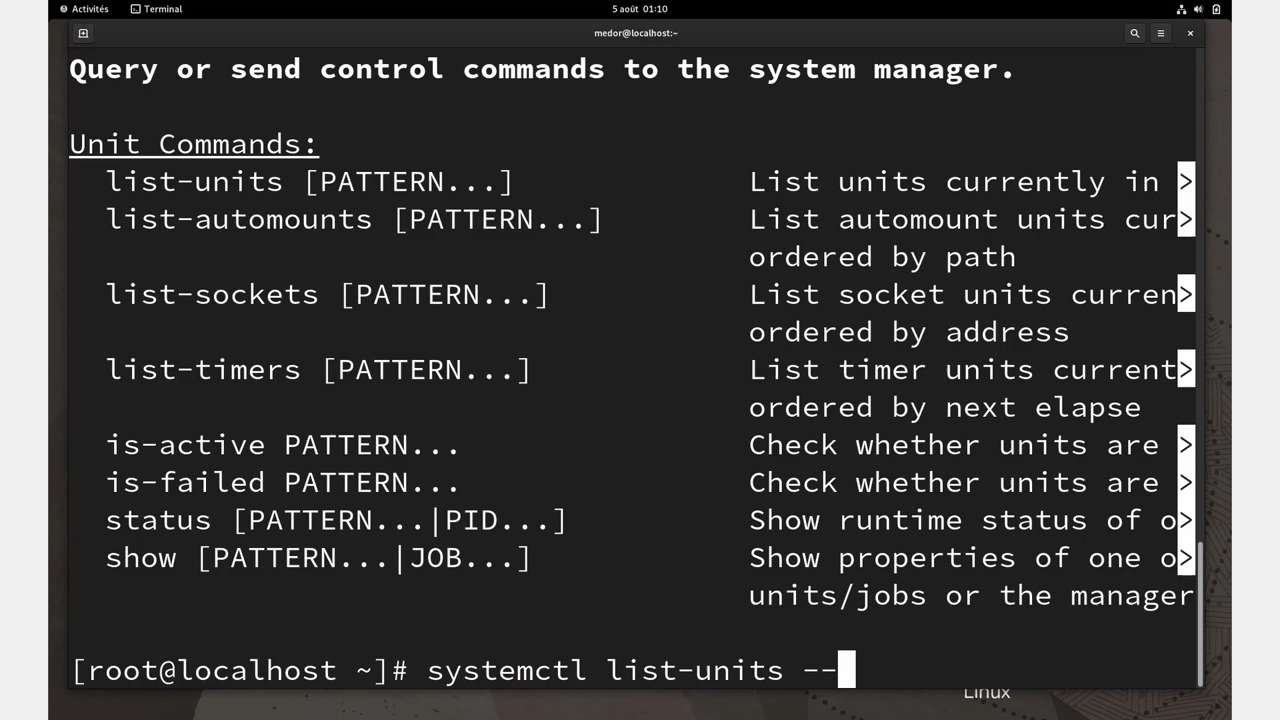 Activités Terminal 5 août 01:10
medor@localhost:~
Query or send control commands to the system manager.
Unit Commands:
list-units [PATTERN...] List units currently in >
list-automounts [PATTERN...] List automount units cur>
ordered by path
list-sockets [PATTERN...] List socket units curren>
ordered by address
list-timers [PATTERN...] List timer units current>
ordered by next elapse
is-active PATTERN... Check whether units are >
is-failed PATTERN... Check whether units are >
status [PATTERN...|PID...] Show runtime status of o>
show [PATTERN...|JOB...] Show properties of one o>
units/jobs or the manager
[root@localhost ~]# systemctl list-units --
Linux